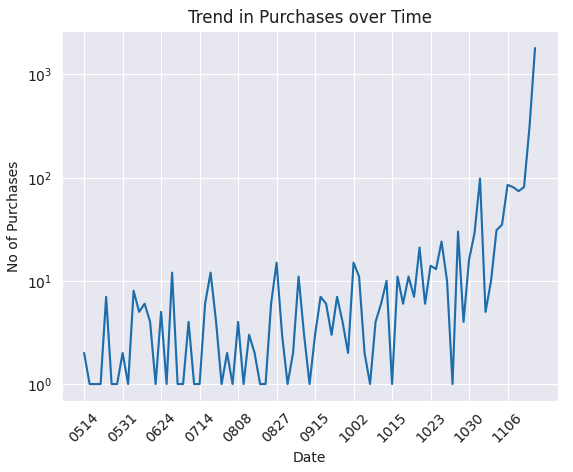 Trend in Purchases over Time
10³
10²
10¹
10⁰
No of Purchases
0514 0531 0624 0714 0808 0827 0915 1002 1015 1023 1030 1106
Date